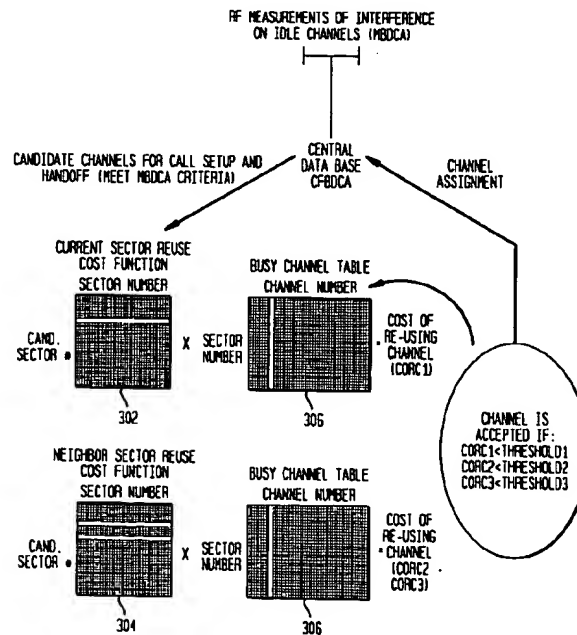 RF MEASUREMENTS OF INTERFERENCE
ON IDLE CHANNELS (MBDCA)
CENTRAL
DATA BASE
CFBDCA
CANDIDATE CHANNELS FOR CALL SETUP AND
HANDOFF (MEET MBDCA CRITERIA)
CHANNEL
ASSIGNMENT
CURRENT SECTOR REUSE
COST FUNCTION
SECTOR NUMBER
BUSY CHANNEL TABLE
CHANNEL NUMBER
CAND.
SECTOR
X
SECTOR
NUMBER
COST OF
RE-USING
CHANNEL
(CORC1)
302
306
CHANNEL IS
ACCEPTED IF:
CORC1<THRESHOLD1
CORC2<THRESHOLD2
CORC3<THRESHOLD3
NEIGHBOR SECTOR REUSE
COST FUNCTION
SECTOR NUMBER
BUSY CHANNEL TABLE
CHANNEL NUMBER
CAND.
SECTOR
X
SECTOR
NUMBER
COST OF
RE-USING
CHANNEL
(CORC2
CORC3)
304
306